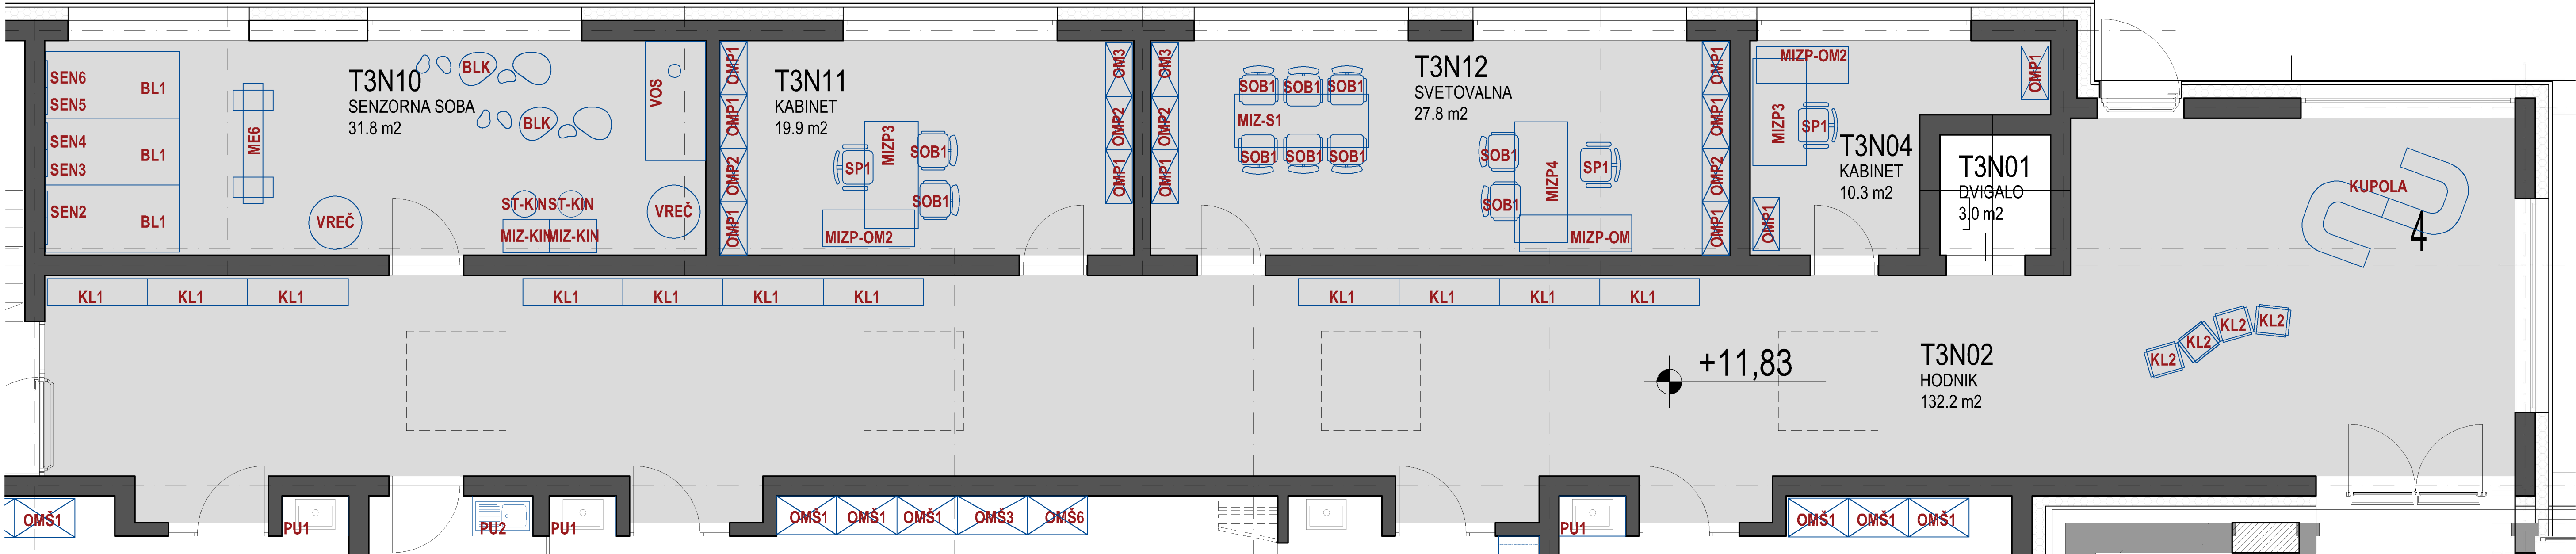 SEN6
SEN5
BL1
SEN4
SEN3
BL1
SEN2
BL1
ME6
T3N10
SENZORNA SOBA
31.8 m2
BLK
BLK
VOS
VREČ
ST-KIN
ST-KIN
MIZ-KIN
MIZ-KIN
VREČ
OMP1
OMP1
OMP2
OMP1
T3N11
KABINET
19.9 m2
MIZP3
SP1
SOB1
SOB1
MIZP-OM2
OM3
OMP2
OMP1
OM3
OMP2
OMP1
SOB1
SOB1
SOB1
MIZ-S1
SOB1
SOB1
SOB1
T3N12
SVETOVALNA
27.8 m2
SOB1
SOB1
MIZP4
SP1
MIZP-OM
OMP1
OMP1
OMP2
OMP1
MIZP-OM2
MIZP3
SP1
OMP1
OMP1
T3N04
KABINET
10.3 m2
T3N01
DVIGALO
3.0 m2
KUPOLA
4
KL1
KL1
KL1
KL1
KL1
KL1
KL1
KL1
KL1
KL1
KL1
KL2
KL2
KL2
KL2
+11,83
T3N02
HODNIK
132.2 m2
OMŠ1
PU1
PU2
PU1
OMŠ1
OMŠ1
OMŠ1
OMŠ3
OMŠ6
PU1
OMŠ1
OMŠ1
OMŠ1